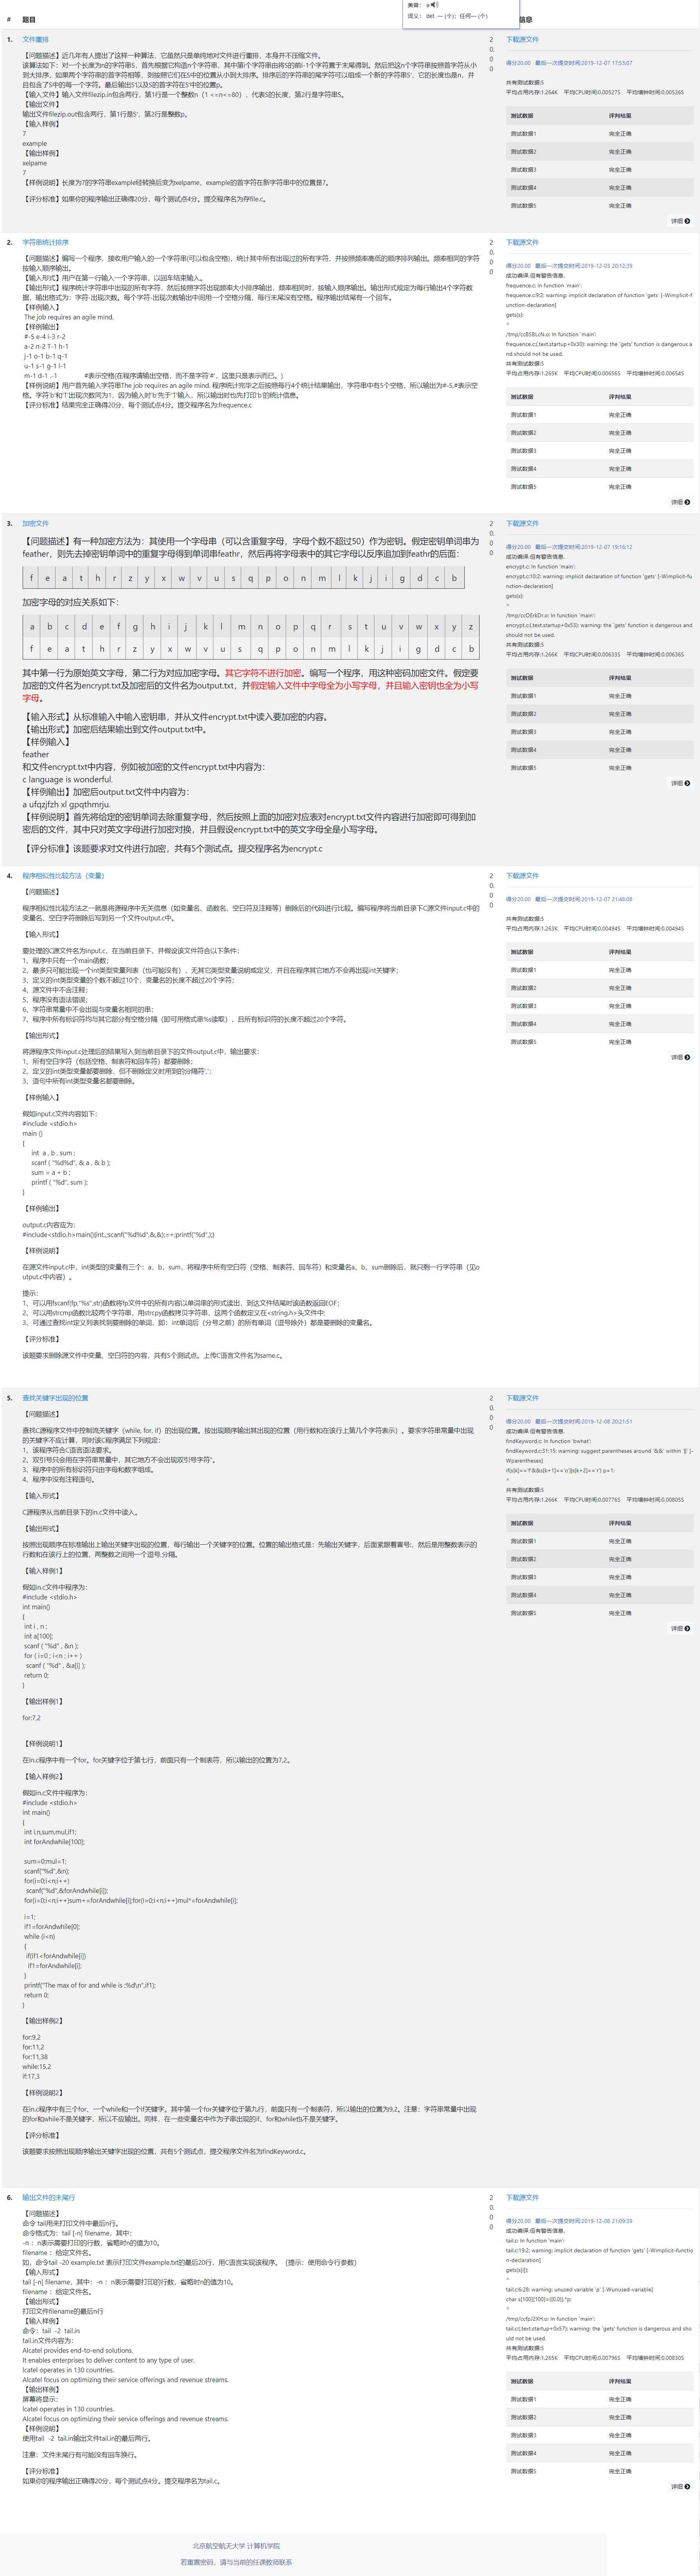 美音： ə
词义： det 一 (个); 任何一 (个)
# 题目 信息
1. 文件重排 20.00 下载源文件
【问题描述】近几年有人提出了这样一种算法，它虽然只是单纯地对文件进行重排，本身并不压缩文件。
该算法如下：对一个长度为n的字符串S，首先根据它构造n个字符串，其中第i个字符串由将S的前i-1个字符置于末尾得到。然后把这n个字符串按照首字符从小到大排序，如果两个字符串的首字符相等，则按照它们在S中的位置从小到大排序。排序后的字符串的尾字符可以组成一个新的字符串S'，它的长度也是n，并且包含了S中的每一个字符。最后输出S'以及S的首字符在S'中的位置p。
【输入文件】输入文件filezip.in包含两行，第1行是一个整数n（1 <=n<=80），代表S的长度，第2行是字符串S。
【输出文件】
输出文件filezip.out包含两行，第1行是S'，第2行是整数p。
【输入样例】
7
example
【输出样例】
xelpame
7
【样例说明】长度为7的字符串example经转换后变为xelpame，example的首字符在新字符串中的位置是7。
【评分标准】如果你的程序输出正确得20分，每个测试点4分。提交程序名为存file.c。
得分20.00 最后一次提交时间:2019-12-07 17:53:07
共有测试数据:5
平均占用内存:1.264K 平均CPU时间:0.00527S 平均墙钟时间:0.00526S
测试数据 评判结果
测试数据1 完全正确
测试数据2 完全正确
测试数据3 完全正确
测试数据4 完全正确
测试数据5 完全正确
详细
2. 字符串统计排序 20.00 下载源文件
【问题描述】编写一个程序，接收用户输入的一个字符串(可以包含空格)，统计其中所有出现过的所有字符，并按照频率高低的顺序排列输出。频率相同的字符按输入顺序输出。
【输入形式】用户在第一行输入一个字符串，以回车结束输入。
【输出形式】程序统计字符串中出现的所有字符，然后按照字符出现频率大小排序输出，频率相同时，按输入顺序输出。输出形式规定为每行输出4个字符数据，输出格式为：字符-出现次数。每个字符-出现次数输出中间用一个空格分隔，每行末尾没有空格。程序输出结尾有一个回车。
【样例输入】
The job requires an agile mind.
【样例输出】
#-5 e-4 i-3 r-2
a-2 n-2 T-1 h-1
j-1 o-1 b-1 q-1
u-1 s-1 g-1 l-1
m-1 d-1 .-1 #表示空格(在程序请输出空格，而不是字符'#'，这里只是表示而已。)
【样例说明】用户首先输入字符串The job requires an agile mind. 程序统计完毕之后按照每行4个统计结果输出，字符串中有5个空格，所以输出为#-5,#表示空格。字符'b'和'l'出现次数同为1，因为输入时'b'先于'l'输入，所以输出时也先打印'b'的统计信息。
【评分标准】结果完全正确得20分，每个测试点4分。提交程序名为:frequence.c
得分20.00 最后一次提交时间:2019-12-03 20:12:39
成功编译,但有警告信息.
frequence.c: In function 'main':
frequence.c:9:2: warning: implicit declaration of function 'gets' [-Wimplicit-function-declaration]
gets(s);
^
/tmp/ccBSBLcN.o: In function `main':
frequence.c:(.text.startup+0x30): warning: the `gets' function is dangerous and should not be used.
共有测试数据:5
平均占用内存:1.265K 平均CPU时间:0.00656S 平均墙钟时间:0.00654S
测试数据 评判结果
测试数据1 完全正确
测试数据2 完全正确
测试数据3 完全正确
测试数据4 完全正确
测试数据5 完全正确
详细
3. 加密文件 20.00 下载源文件
【问题描述】有一种加密方法为：其使用一个字母串（可以含重复字母，字母个数不超过50）作为密钥。假定密钥单词串为feather，则先去掉密钥单词中的重复字母得到单词串feathr，然后再将字母表中的其它字母以反序追加到feathr的后面：
f e a t h r z y x w v u s q p o n m l k j i g d c b
加密字母的对应关系如下：
a b c d e f g h i j k l m n o p q r s t u v w x y z
f e a t h r z y x w v u s q p o n m l k j i g d c b
其中第一行为原始英文字母，第二行为对应加密字母。其它字符不进行加密。编写一个程序，用这种密码加密文件。假定要加密的文件名为encrypt.txt及加密后的文件名为output.txt，并假定输入文件中字母全为小写字母，并且输入密钥也全为小写字母。
【输入形式】从标准输入中输入密钥串，并从文件encrypt.txt中读入要加密的内容。
【输出形式】加密后结果输出到文件output.txt中。
【样例输入】
feather
和文件encrypt.txt中内容，例如被加密的文件encrypt.txt中内容为：
c language is wonderful.
【样例输出】加密后output.txt文件中内容为：
a ufqzjfzh xl gpqthmrju.
【样例说明】首先将给定的密钥单词去除重复字母，然后按照上面的加密对应表对encrypt.txt文件内容进行加密即可得到加密后的文件，其中只对英文字母进行加密对换，并且假设encrypt.txt中的英文字母全是小写字母。
【评分标准】该题要求对文件进行加密，共有5个测试点。提交程序名为encrypt.c
得分20.00 最后一次提交时间:2019-12-07 19:16:12
成功编译,但有警告信息.
encrypt.c: In function 'main':
encrypt.c:10:2: warning: implicit declaration of function 'gets' [-Wimplicit-function-declaration]
gets(s);
^
/tmp/ccOErkDr.o: In function `main':
encrypt.c:(.text.startup+0x53): warning: the `gets' function is dangerous and should not be used.
共有测试数据:5
平均占用内存:1.266K 平均CPU时间:0.00633S 平均墙钟时间:0.00636S
测试数据 评判结果
测试数据1 完全正确
测试数据2 完全正确
测试数据3 完全正确
测试数据4 完全正确
测试数据5 完全正确
详细
4. 程序相似性比较方法（变量） 20.00 下载源文件
【问题描述】
程序相似性比较方法之一就是将源程序中无关信息（如变量名、函数名、空白符及注释等）删除后的代码进行比较。编写程序将当前目录下C源文件input.c中的变量名、空白字符删除后写到另一个文件output.c中。
【输入形式】
要处理的C源文件名为input.c，在当前目录下，并假设该文件符合以下条件：
1、程序中只有一个main函数；
2、最多只可能出现一个int类型变量列表（也可能没有），无其它类型变量说明或定义，并且在程序其它地方不会再出现int关键字；
3、定义的int类型变量的个数不超过10个，变量名的长度不超过20个字符；
4、源文件中不含注释；
5、程序没有语法错误；
6、字符串常量中不会出现与变量名相同的串；
7、程序中所有标识符均与其它部分有空格分隔（即可用格式串%s读取），且所有标识符的长度不超过20个字符。
【输出形式】
将源程序文件input.c处理后的结果写入到当前目录下的文件output.c中，输出要求：
1、所有空白字符（包括空格、制表符和回车符）都要删除；
2、定义的int类型变量都要删除，但不删除定义时用到的分隔符','；
3、语句中所有int类型变量名都要删除。
【样例输入】
假如input.c文件内容如下：
#include <stdio.h>
main ()
{
int a , b , sum ;
scanf ( "%d%d", & a , & b );
sum = a + b ;
printf ( "%d", sum );
}
【样例输出】
output.c内容应为：
#include<stdio.h>main(){int,,;scanf("%d%d",&,&);=+;printf("%d",);}
【样例说明】
在源文件input.c中，int类型的变量有三个：a，b，sum，将程序中所有空白符（空格、制表符、回车符）和变量名a、b、sum删除后，就只剩一行字符串（见output.c中内容）。
提示：
1、可以用fscanf(fp,"%s",str)函数将fp文件中的所有内容以单词串的形式读出，到达文件结尾时该函数返回EOF；
2、可以用strcmp函数比较两个字符串，用strcpy函数拷贝字符串，这两个函数定义在<string.h>头文件中；
3、可通过查找int定义列表找到要删除的单词，即：int单词后（分号之前）的所有单词（逗号除外）都是要删除的变量名。
【评分标准】
该题要求删除源文件中变量、空白符的内容，共有5个测试点。上传C语言文件名为same.c。
得分20.00 最后一次提交时间:2019-12-07 21:48:08
共有测试数据:5
平均占用内存:1.263K 平均CPU时间:0.00494S 平均墙钟时间:0.00494S
测试数据 评判结果
测试数据1 完全正确
测试数据2 完全正确
测试数据3 完全正确
测试数据4 完全正确
测试数据5 完全正确
详细
5. 查找关键字出现的位置 20.00 下载源文件
【问题描述】
查找C源程序文件中控制流关键字（while, for, if）的出现位置。按出现顺序输出其出现的位置（用行数和在该行上第几个字符表示）。要求字符串常量中出现的关键字不应计算，同时该C程序满足下列规定：
1。该程序符合C语言语法要求。
2。双引号只会用在字符串常量中，其它地方不会出现双引号字符"。
3。程序中的所有标识符只由字母和数字组成。
4。程序中没有注释语句。
【输入形式】
C源程序从当前目录下的in.c文件中读入。
【输出形式】
按照出现顺序在标准输出上输出关键字出现的位置，每行输出一个关键字的位置。位置的输出格式是：先输出关键字，后面紧跟着冒号:，然后是用整数表示的行数和在该行上的位置，两整数之间用一个逗号,分隔。
【输入样例1】
假如in.c文件中程序为：
#include <stdio.h>
int main()
{
int i , n ;
int a[100];
scanf ( "%d" , &n );
for ( i=0 ; i<n ; i++ )
scanf ( "%d" , &a[i] );
return 0;
}
【输出样例1】
for:7,2
【样例说明1】
在in.c程序中有一个for。for关键字位于第七行，前面只有一个制表符，所以输出的位置为7,2。
【输入样例2】
假如in.c文件中程序为：
#include <stdio.h>
int main()
{
int i,n,sum,mul,if1;
int forAndwhile[100];
sum=0;mul=1;
scanf("%d",&n);
for(i=0;i<n;i++)
scanf("%d",&forAndwhile[i]);
for(i=0;i<n;i++)sum+=forAndwhile[i];for(i=0;i<n;i++)mul*=forAndwhile[i];
i=1;
if1=forAndwhile[0];
while (i<n)
{
if(if1<forAndwhile[i])
if1=forAndwhile[i];
}
printf("The max of for and while is :%d\n",if1);
return 0;
}
【输出样例2】
for:9,2
for:11,2
for:11,38
while:15,2
if:17,3
【样例说明2】
在in.c程序中有三个for、一个while和一个if关键字。其中第一个for关键字位于第九行，前面只有一个制表符，所以输出的位置为9,2。注意：字符串常量中出现的for和while不是关键字，所以不应输出。同样，在一些变量名中作为子串出现的if、for和while也不是关键字。
【评分标准】
该题要求按照出现顺序输出关键字出现的位置，共有5个测试点，提交程序文件名为findKeyword.c。
得分20.00 最后一次提交时间:2019-12-08 20:21:51
成功编译,但有警告信息.
findKeyword.c: In function 'bwhat':
findKeyword.c:31:15: warning: suggest parentheses around '&&' within '||' [-Wparentheses]
if(s[k]=='f'&&s[k+1]=='o'||s[k+2]=='r') p=1;
^
共有测试数据:5
平均占用内存:1.266K 平均CPU时间:0.00776S 平均墙钟时间:0.00805S
测试数据 评判结果
测试数据1 完全正确
测试数据2 完全正确
测试数据3 完全正确
测试数据4 完全正确
测试数据5 完全正确
详细
6. 输出文件的末尾行 20.00 下载源文件
【问题描述】
命令 tail用来打印文件中最后n行。
命令格式为：tail [-n] filename，其中：
-n ：n表示需要打印的行数，省略时n的值为10。
filename ：给定文件名。
如，命令tail -20 example.txt 表示打印文件example.txt的最后20行，用C语言实现该程序。（提示：使用命令行参数）
【输入形式】
tail [-n] filename，其中：-n ：n表示需要打印的行数，省略时n的值为10。
filename ：给定文件名。
【输出形式】
打印文件filename的最后n行
【输入样例】
命令：tail -2 tail.in
tail.in文件内容为：
Alcatel provides end-to-end solutions.
It enables enterprises to deliver content to any type of user.
lcatel operates in 130 countries.
Alcatel focus on optimizing their service offerings and revenue streams.
【输出样例】
屏幕将显示：
lcatel operates in 130 countries.
Alcatel focus on optimizing their service offerings and revenue streams.
【样例说明】
使用tail -2 tail.in输出文件tail.in的最后两行。
注意：文件末尾行有可能没有回车换行。
【评分标准】
如果你的程序输出正确得20分，每个测试点4分。提交程序名为tail.c。
得分20.00 最后一次提交时间:2019-12-08 21:09:39
成功编译,但有警告信息.
tail.c: In function 'main':
tail.c:19:2: warning: implicit declaration of function 'gets' [-Wimplicit-function-declaration]
gets(s[i]);
^
tail.c:6:28: warning: unused variable 'p' [-Wunused-variable]
char s[100][100]={{0,0}},*p;
^
/tmp/ccfpJ2XH.o: In function `main':
tail.c:(.text.startup+0x57): warning: the `gets' function is dangerous and should not be used.
共有测试数据:5
平均占用内存:1.265K 平均CPU时间:0.00796S 平均墙钟时间:0.00830S
测试数据 评判结果
测试数据1 完全正确
测试数据2 完全正确
测试数据3 完全正确
测试数据4 完全正确
测试数据5 完全正确
详细
北京航空航天大学 计算机学院
若重置密码，请与当前的任课教师联系